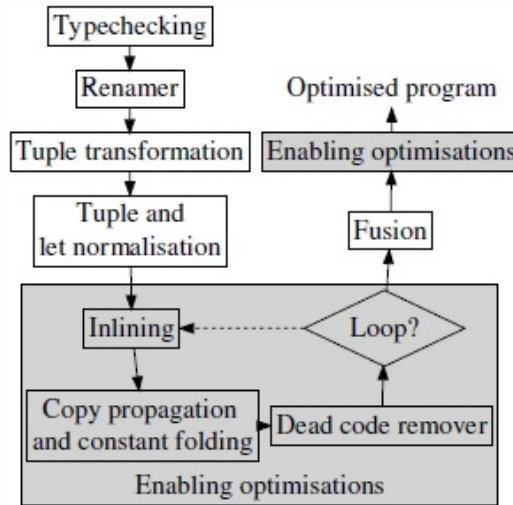 Typechecking
Renamer
Tuple transformation
Tuple and
let normalisation
Inlining
Copy propagation
and constant folding
Dead code remover
Loop?
Enabling optimisations
Fusion
Enabling optimisations
Optimised program